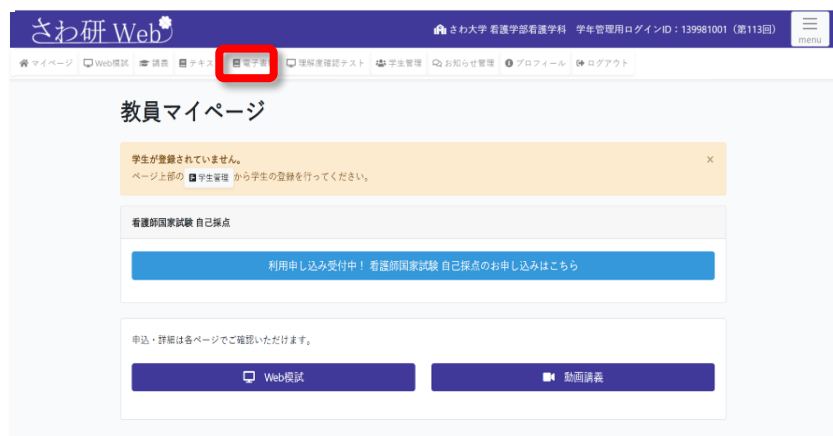 さわ研 Web
さわ大学 看護学部看護学科 学年管理用ログインID：139981001（第113回）
menu
マイページ Web模試 講義 テキス 電子書 理解度確認テスト 学生管理 お知らせ管理 プロフィール ログアウト
教員マイページ
学生が登録されていません。
×
ページ上部の 学生管理 から学生の登録を行ってください。
看護師国家試験 自己採点
利用申し込み受付中！ 看護師国家試験 自己採点のお申し込みはこちら
申込・詳細は各ページでご確認いただけます。
Web模試
動画講義